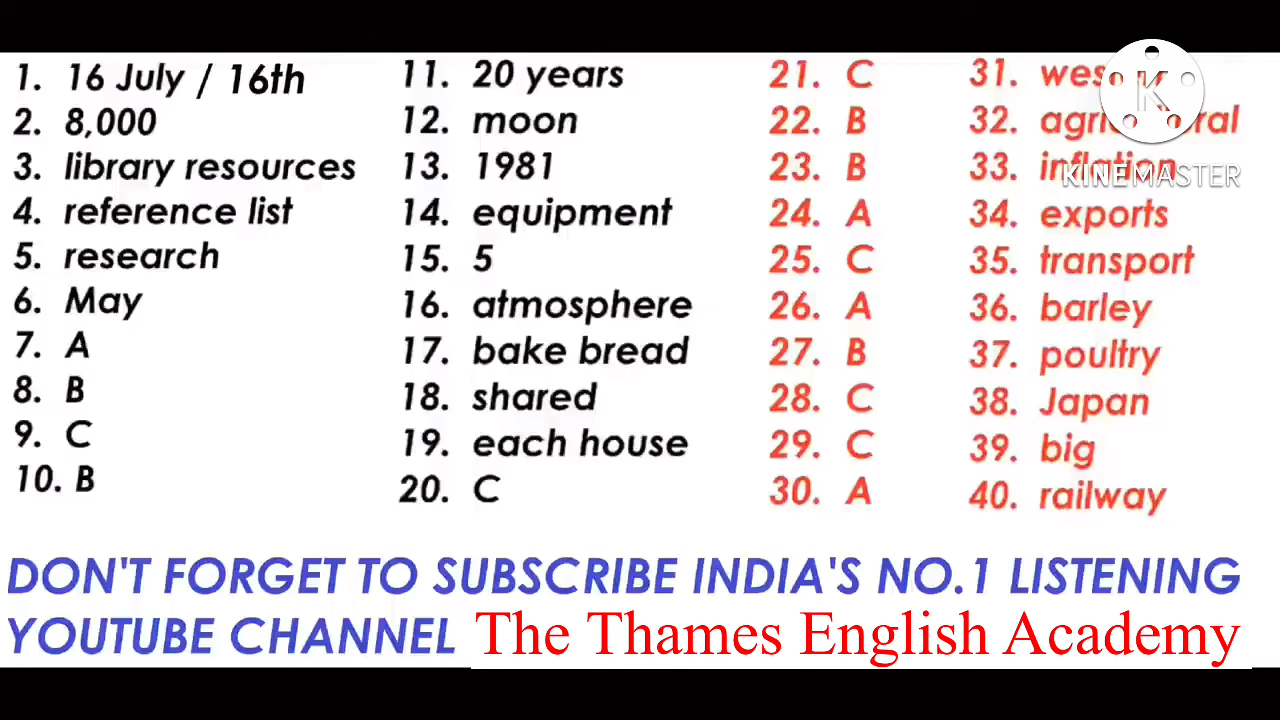 1. 16 July / 16th
2. 8,000
3. library resources
4. reference list
5. research
6. May
7. A
8. B
9. C
10. B
11. 20 years
12. moon
13. 1981
14. equipment
15. 5
16. atmosphere
17. bake bread
18. shared
19. each house
20. C
21. C
22. B
23. B
24. A
25. C
26. A
27. B
28. C
29. C
30. A
31.
32.
33. inflation
34. exports
35. transport
36. barley
37. poultry
38. Japan
39. big
40. railway
K
KINEMASTER
DON'T FORGET TO SUBSCRIBE INDIA'S NO.1 LISTENING
YOUTUBE CHANNEL The Thames English Academy